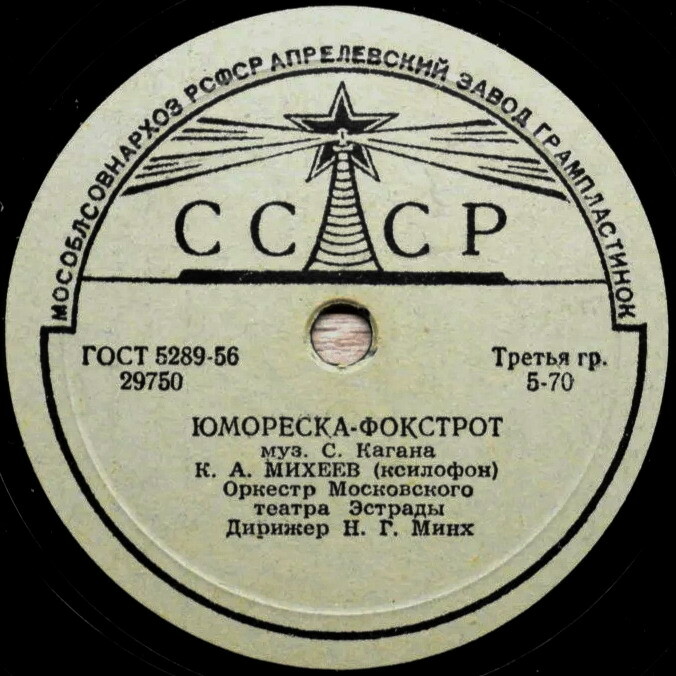 МОСОБЛСОВНАРХОЗ РСФСР АПРЕЛЕВСКИЙ ЗАВОД ГРАМПЛАСТИНОК
СССР
ГОСТ 5289-56
29750
Третья гр.
5-70
ЮМОРЕСКА-ФОКСТРОТ
муз. С. Кагана
К. А. МИХЕЕВ (ксилофон)
Оркестр Московского
театра Эстрады
Дирижер Н. Г. Минх